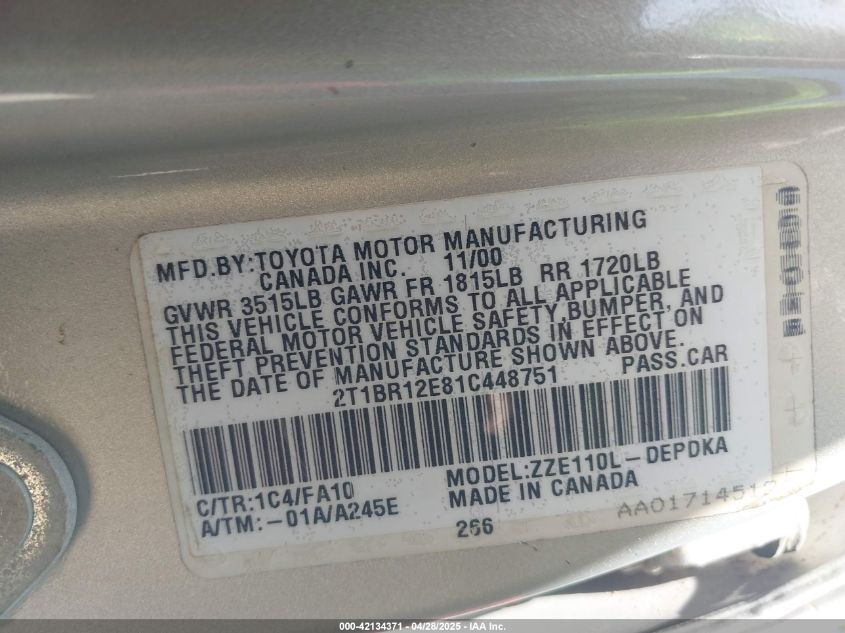 MFD.BY:TOYOTA MOTOR MANUFACTURING
CANADA INC. 11/00
GVWR 3515LB GAWR FR 1815LB RR 1720LB
THIS VEHICLE CONFORMS TO ALL APPLICABLE
FEDERAL MOTOR VEHICLE SAFETY,BUMPER, AND
THEFT PREVENTION STANDARDS IN EFFECT ON
THE DATE OF MANUFACTURE SHOWN ABOVE.
2T1BR12E81C448751 PASS.CAR
C/TR:1C4/FA10 MODEL:ZZE110L-DEPDKA
A/TM:-01A/A245E MADE IN CANADA
266
000-42134371 - 04/28/2025 - IAA Inc.